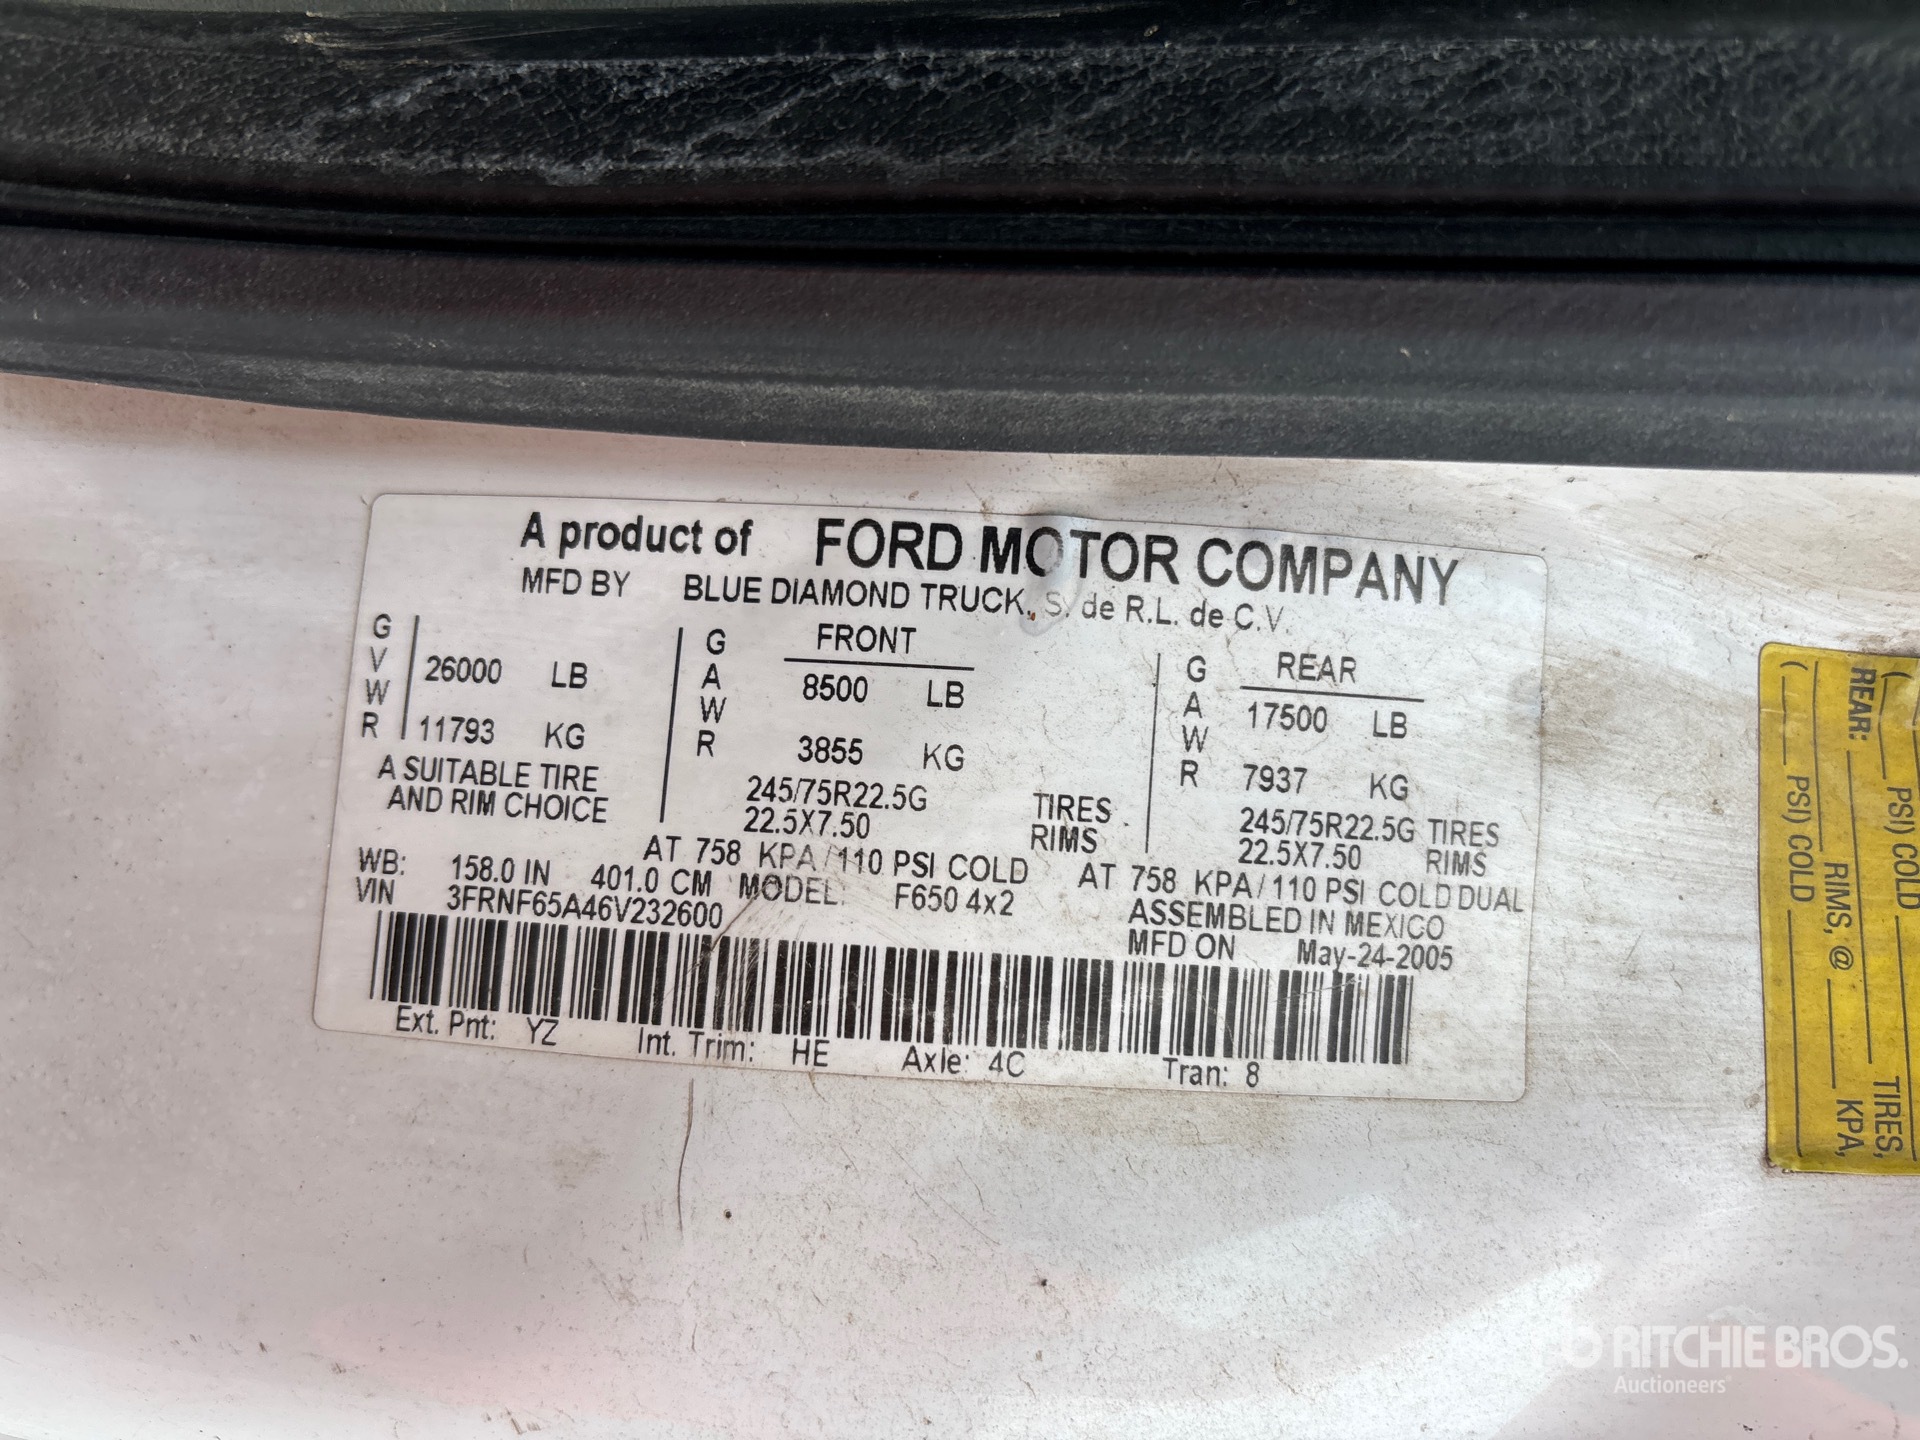 A product of FORD MOTOR COMPANY
MFD BY BLUE DIAMOND TRUCK, S. de R.L. de C.V.
GVWR 26000 LB
11793 KG
GAWR FRONT
8500 LB
3855 KG
GAWR REAR
17500 LB
7937 KG
A SUITABLE TIRE
AND RIM CHOICE
245/75R22.5G TIRES
22.5X7.50 RIMS
AT 758 KPA/110 PSI COLD
245/75R22.5G TIRES
22.5X7.50 RIMS
AT 758 KPA/110 PSI COLD DUAL
WB: 158.0 IN 401.0 CM MODEL: F650 4x2
VIN 3FRNF65A46V232600
ASSEMBLED IN MEXICO
MFD ON May-24-2005
Ext. Pnt: YZ Int. Trim: HE Axle: 4C Tran: 8
PSI) COLD
TIRES,
REAR: RIMS, @ KPA,
( PSI) COLD
RITCHIE BROS.
Auctioneers